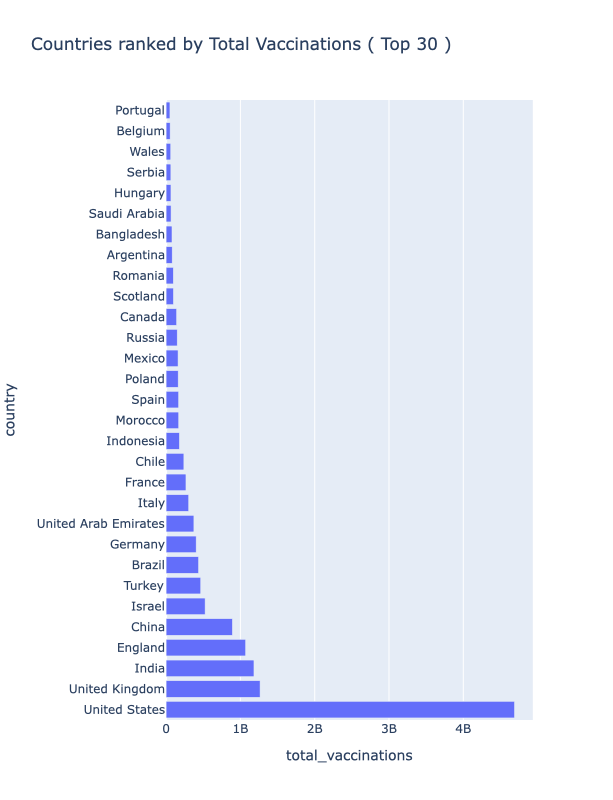 Countries ranked by Total Vaccinations ( Top 30 )
Portugal
Belgium
Wales
Serbia
Hungary
Saudi Arabia
Bangladesh
Argentina
Romania
Scotland
Canada
Russia
Mexico
Poland
Spain
Morocco
Indonesia
Chile
France
Italy
United Arab Emirates
Germany
Brazil
Turkey
Israel
China
England
India
United Kingdom
United States
country
0 1B 2B 3B 4B
total_vaccinations